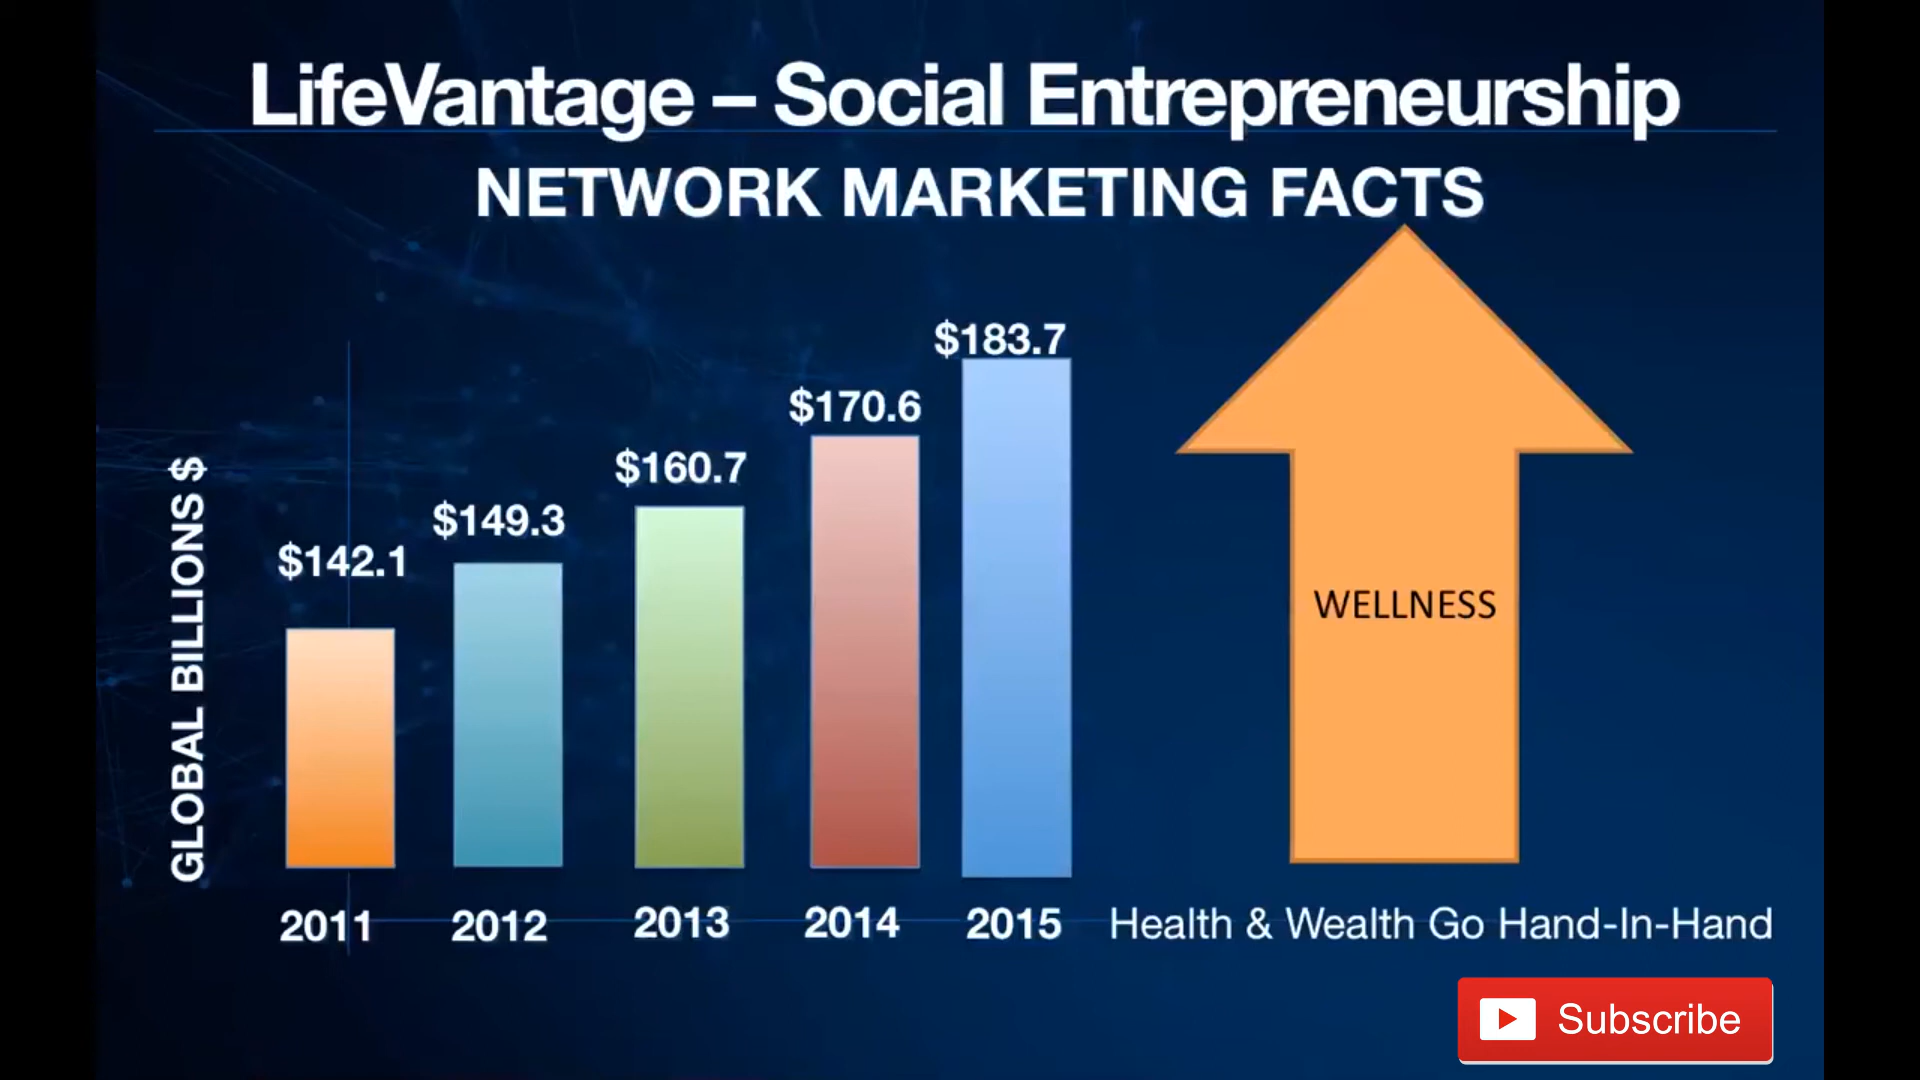 LifeVantage – Social Entrepreneurship
NETWORK MARKETING FACTS
GLOBAL BILLIONS $
$142.1
$149.3
$160.7
$170.6
$183.7
2011
2012
2013
2014
2015
WELLNESS
Health & Wealth Go Hand-In-Hand
Subscribe